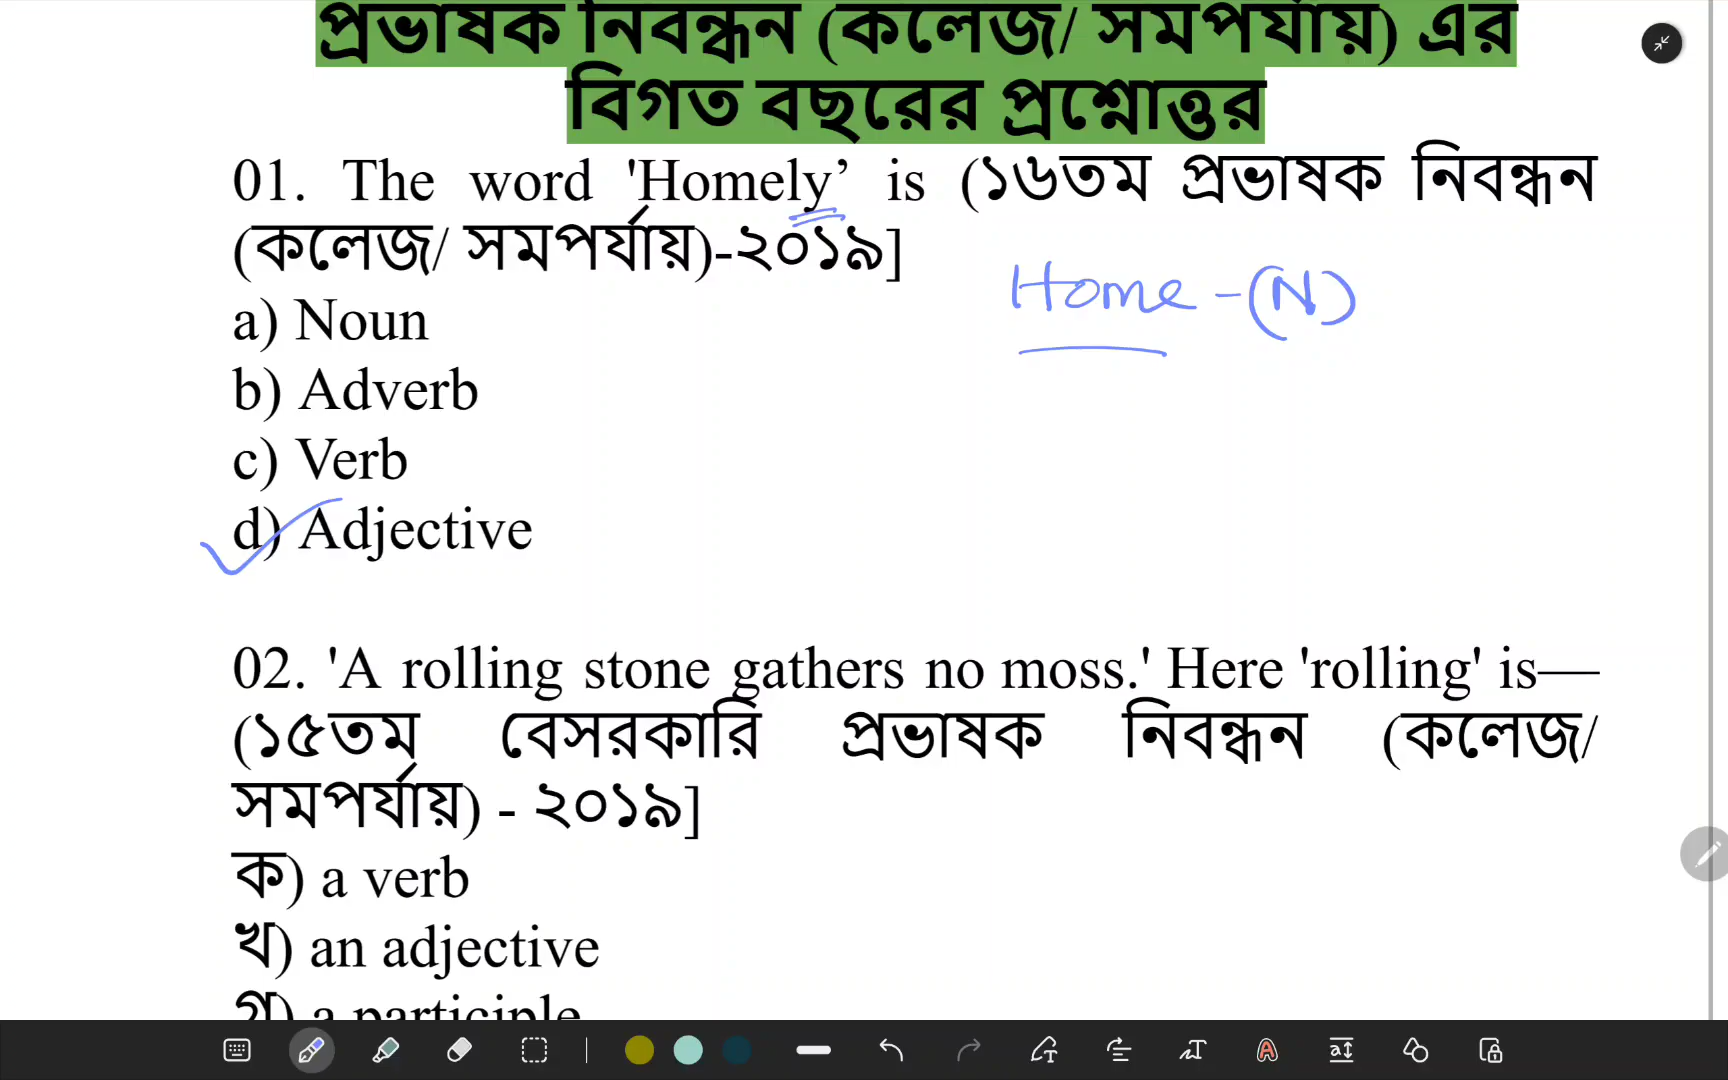 প্রভাষক নিবন্ধন (কলেজ/ সমপর্যায়) এর
বিগত বছরের প্রশ্নোত্তর
01. The word 'Homely’ is (১৬তম প্রভাষক নিবন্ধন
(কলেজ/ সমপর্যায়)-২০১৯]
Home - (N)
a) Noun
b) Adverb
c) Verb
d) Adjective
02. 'A rolling stone gathers no moss.' Here 'rolling' is—
(১৫তম বেসরকারি প্রভাষক নিবন্ধন (কলেজ/
সমপর্যায়) - ২০১৯]
ক) a verb
খ) an adjective
গ) a participle